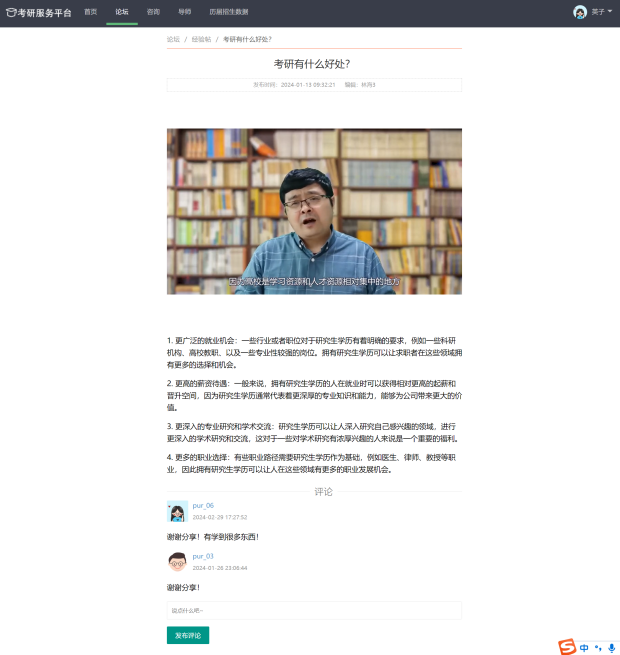 考研服务平台 首页 论坛 咨询 导师 历届招生数据 英子
论坛 / 经验帖 / 考研有什么好处?
考研有什么好处?
发布时间: 2024-01-13 09:32:21 编辑:
因为高校是学习资源和人才资源相对集中的地方
1. 更广泛的就业机会：一些行业或者职位对于研究生学历有着明确的要求，例如一些科研
机构、高校教职、以及一些专业性较强的岗位。拥有研究生学历可以让求职者在这些领域拥
有更多的选择和机会。
2. 更高的薪资待遇：一般来说，拥有研究生学历的人在就业时可以获得相对更高的起薪和
晋升空间，因为研究生学历通常代表着更深厚的专业知识和能力，能够为公司带来更大的价
值。
3. 更深入的专业研究和学术交流：研究生学历可以让人深入研究自己感兴趣的领域，进行
更深入的学术研究和交流，这对于一些对学术研究有浓厚兴趣的人来说是一个重要的福利。
4. 更多的职业选择：有些职业路径需要研究生学历作为基础，例如医生、律师、教授等职
业，因此拥有研究生学历可以让人在这些领域有更多的职业发展机会。
评论
pur_06
2024-02-29 17:27:52
谢谢分享！有学到很多东西！
pur_03
2024-01-26 23:06:44
谢谢分享！
说点什么吧~
发布评论
S 中